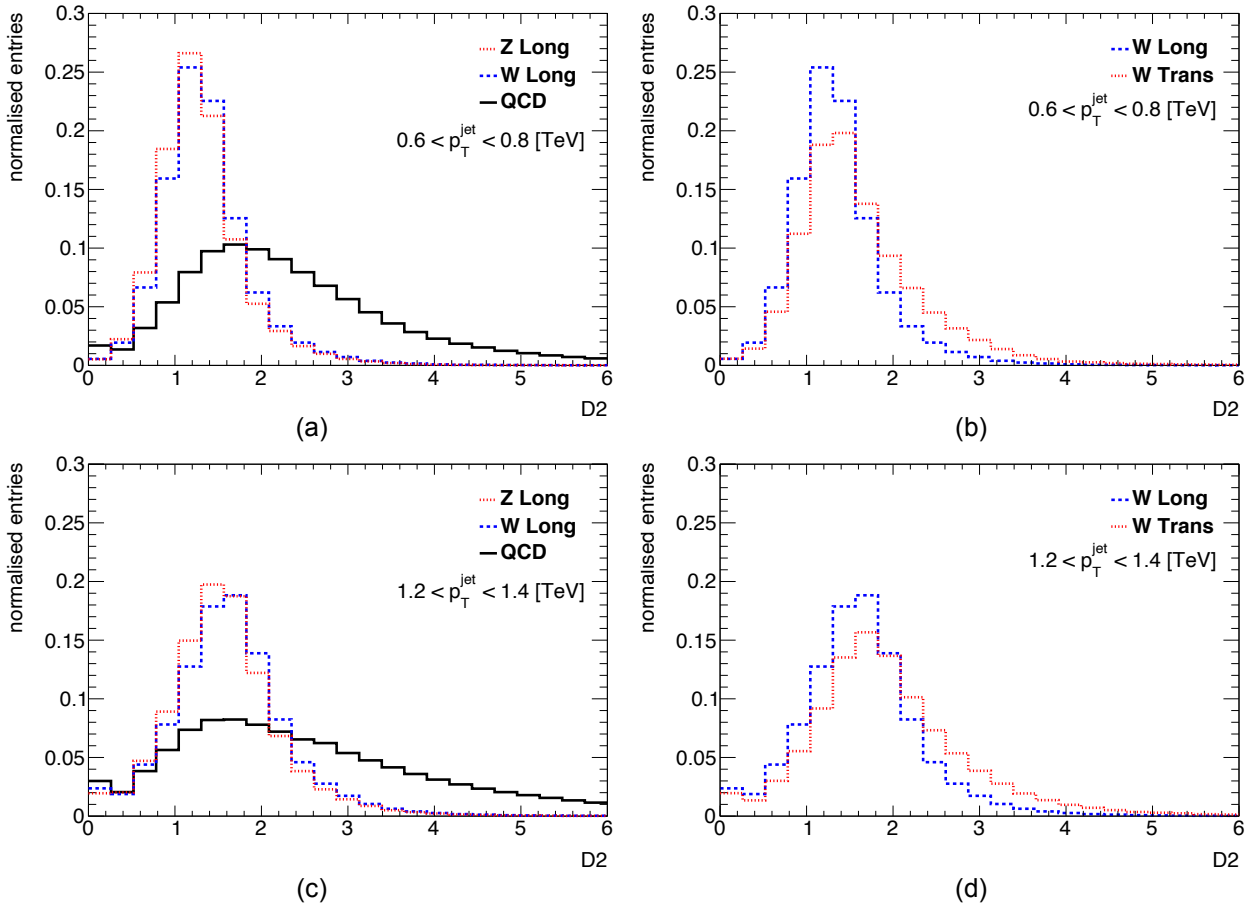 normalised entries
0.3
0.25
0.2
0.15
0.1
0.05
0
Z Long
W Long
QCD
0.6 < p_T^jet < 0.8 [TeV]
0 1 2 3 4 5 6
D2
(a)
normalised entries
0.3
0.25
0.2
0.15
0.1
0.05
0
W Long
W Trans
0.6 < p_T^jet < 0.8 [TeV]
0 1 2 3 4 5 6
D2
(b)
normalised entries
0.3
0.25
0.2
0.15
0.1
0.05
0
Z Long
W Long
QCD
1.2 < p_T^jet < 1.4 [TeV]
0 1 2 3 4 5 6
D2
(c)
normalised entries
0.3
0.25
0.2
0.15
0.1
0.05
0
W Long
W Trans
1.2 < p_T^jet < 1.4 [TeV]
0 1 2 3 4 5 6
D2
(d)